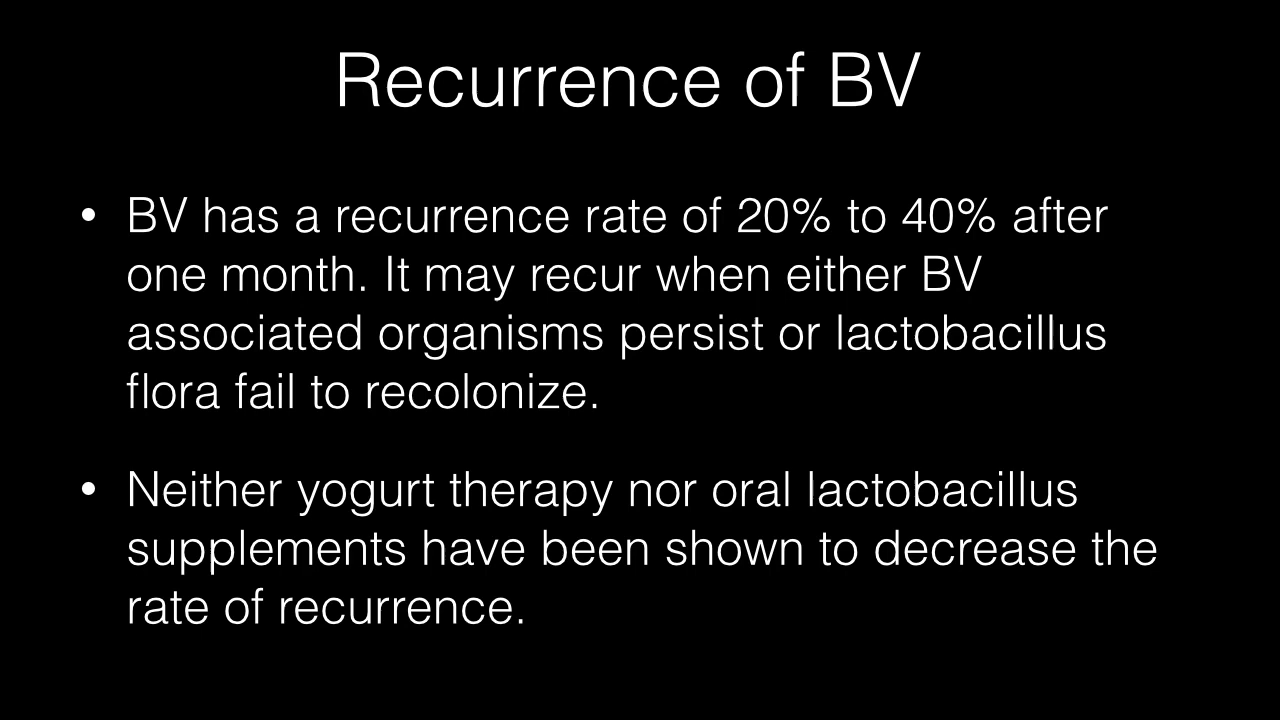 Recurrence of BV
• BV has a recurrence rate of 20% to 40% after
one month. It may recur when either BV
associated organisms persist or lactobacillus
flora fail to recolonize.
• Neither yogurt therapy nor oral lactobacillus
supplements have been shown to decrease the
rate of recurrence.